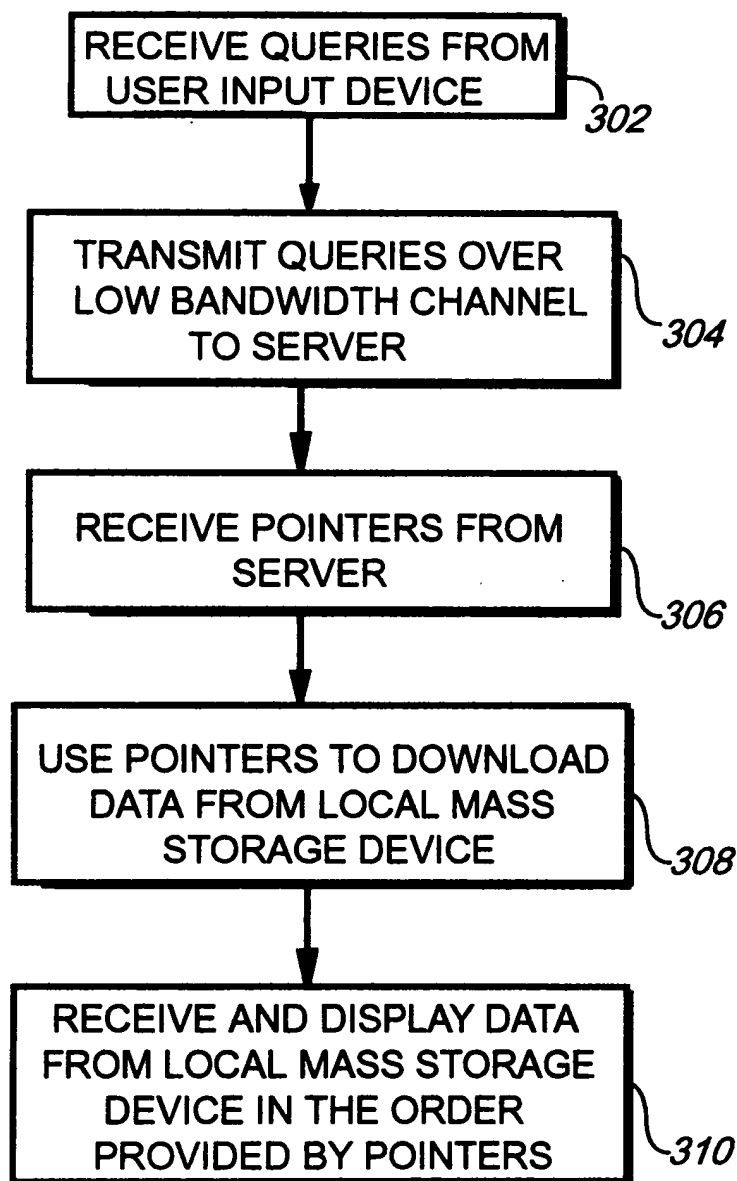 RECEIVE QUERIES FROM
USER INPUT DEVICE
302
TRANSMIT QUERIES OVER
LOW BANDWIDTH CHANNEL
TO SERVER
304
RECEIVE POINTERS FROM
SERVER
306
USE POINTERS TO DOWNLOAD
DATA FROM LOCAL MASS
STORAGE DEVICE
308
RECEIVE AND DISPLAY DATA
FROM LOCAL MASS STORAGE
DEVICE IN THE ORDER
PROVIDED BY POINTERS
310